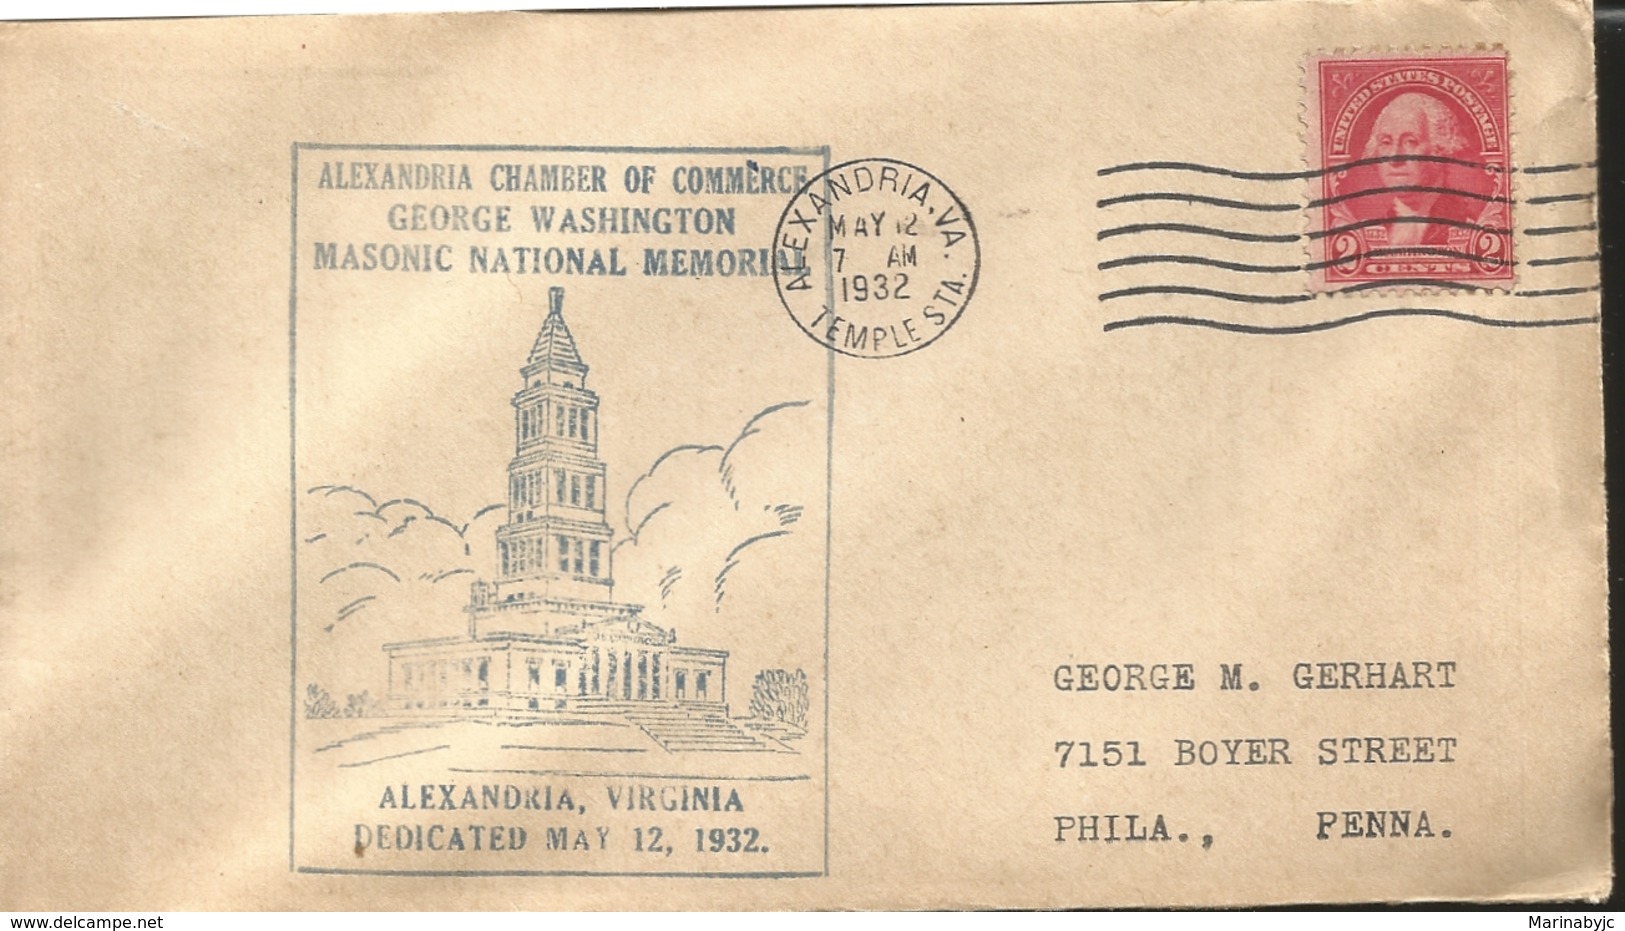 ALEXANDRIA CHAMBER OF COMMERCE
GEORGE WASHINGTON
MASONIC NATIONAL MEMORIAL
ALEXANDRIA, VIRGINIA
DEDICATED MAY 12, 1932.
ALEXANDRIA, VA.
MAY 12
7 AM
1932
TEMPLE STA.
UNITED STATES POSTAGE
2 2
CENTS
GEORGE M. GERHART
7151 BOYER STREET
PHILA., PENNA.
delcampe.net
Marinabyjc